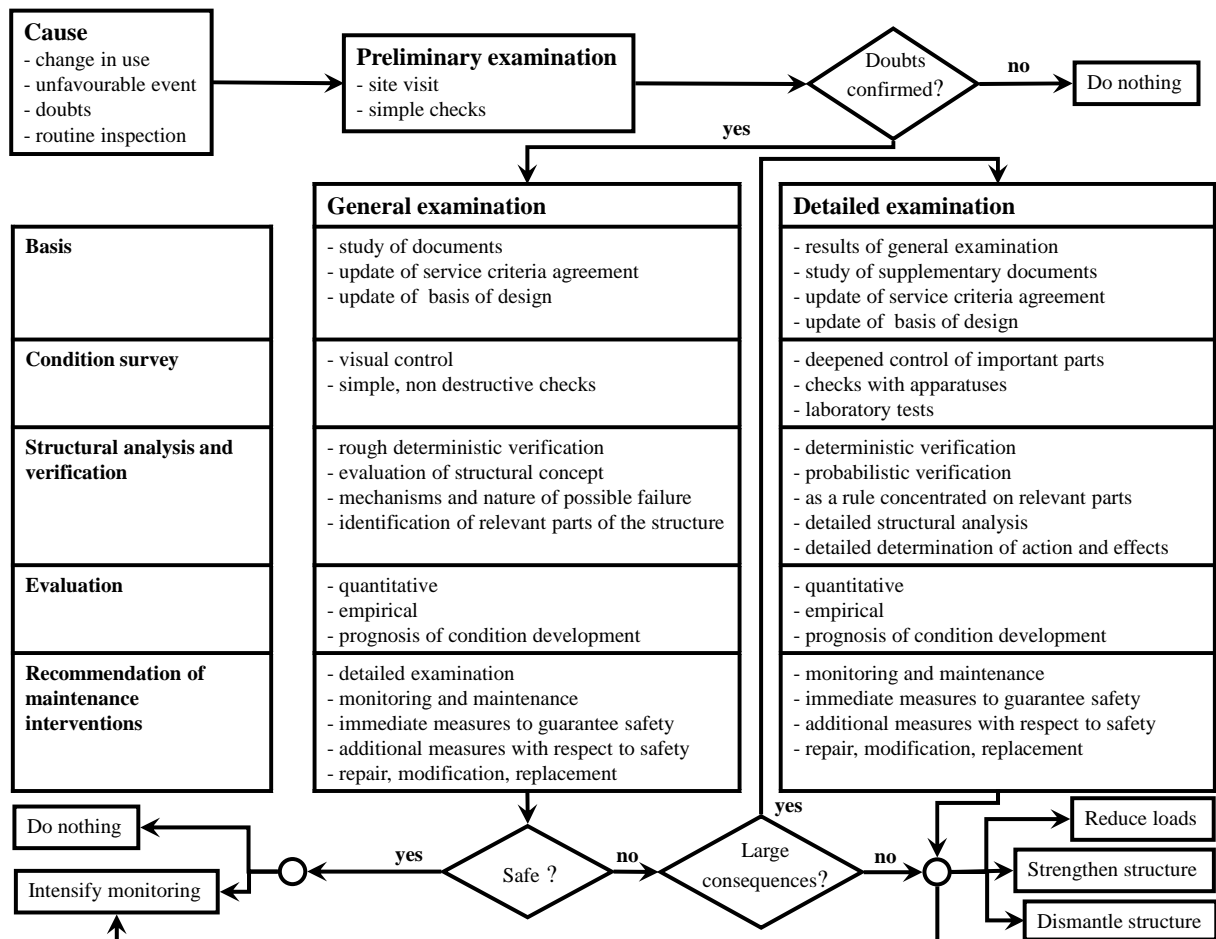 Cause
- change in use
- unfavourable event
- doubts
- routine inspection
Preliminary examination
- site visit
- simple checks
Doubts
confirmed?
no
Do nothing
yes
General examination
Detailed examination
Basis
- study of documents
- update of service criteria agreement
- update of  basis of design
- results of general examination
- study of supplementary documents
- update of service criteria agreement
- update of  basis of design
Condition survey
- visual control
- simple, non destructive checks
- deepened control of important parts
- checks with apparatuses
- laboratory tests
Structural analysis and
verification
- rough deterministic verification
- evaluation of structural concept
- mechanisms and nature of possible failure
- identification of relevant parts of the structure
- deterministic verification
- probabilistic verification
- as a rule concentrated on relevant parts
- detailed structural analysis
- detailed determination of action and effects
Evaluation
- quantitative
- empirical
- prognosis of condition development
- quantitative
- empirical
- prognosis of condition development
Recommendation of
maintenance
interventions
- detailed examination
- monitoring and maintenance
- immediate measures to guarantee safety
- additional measures with respect to safety
- repair, modification, replacement
- monitoring and maintenance
- immediate measures to guarantee safety
- additional measures with respect to safety
- repair, modification, replacement
Do nothing
Intensify monitoring
yes
Safe ?
no
Large
consequences?
yes
no
Reduce loads
Strengthen structure
Dismantle structure